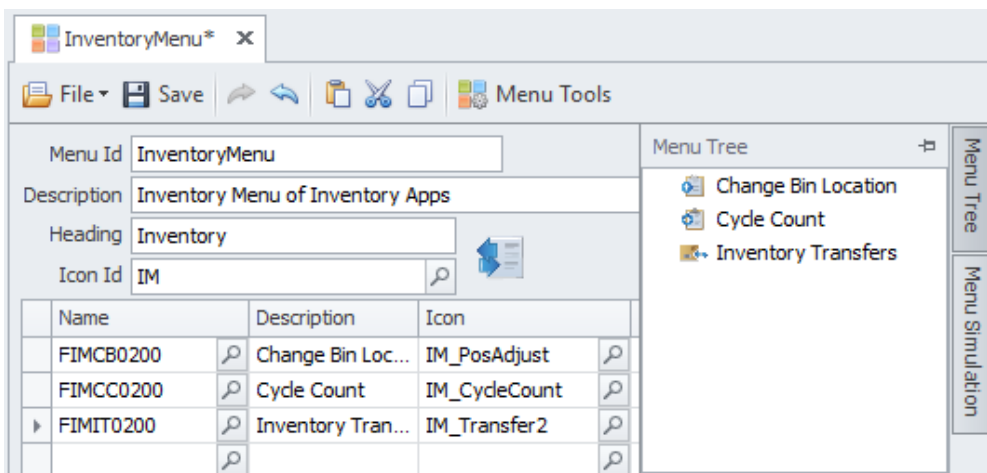 InventoryMenu*
File Save Menu Tools
Menu Id InventoryMenu
Description Inventory Menu of Inventory Apps
Heading Inventory
Icon Id IM
Name Description Icon
FIMCB0200 Change Bin Loc... IM_PosAdjust
FIMCC0200 Cycle Count IM_CycleCount
FIMIT0200 Inventory Tran... IM_Transfer2
Menu Tree
Change Bin Location
Cycle Count
Inventory Transfers
Menu Tree
Menu Simulation